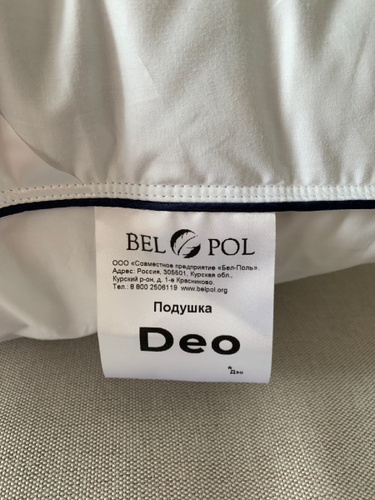 BEL POL
ООО «Совместное предприятие «Бел-Поль».
Адрес: Россия, 305501, Курская обл.,
Курский р-он, д. 1-е Красниково.
Тел.: 8 800 2506119 www.belpol.org
Подушка
Deo
* Дэо